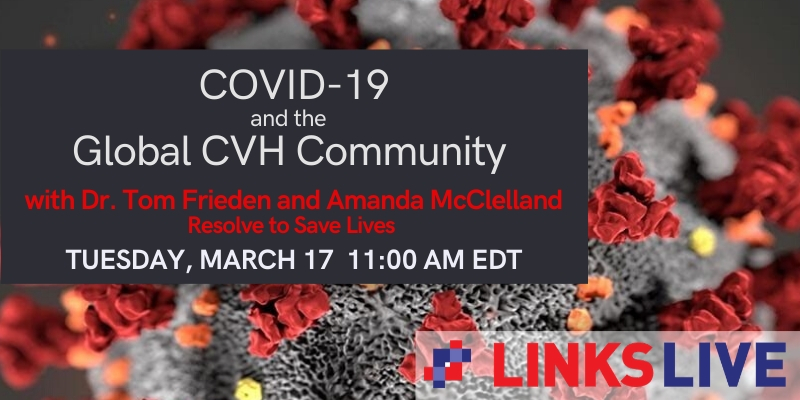 COVID-19
and the
Global CVH Community
with Dr. Tom Frieden and Amanda McClelland
Resolve to Save Lives
TUESDAY, MARCH 17 11:00 AM EDT
LINKS LIVE